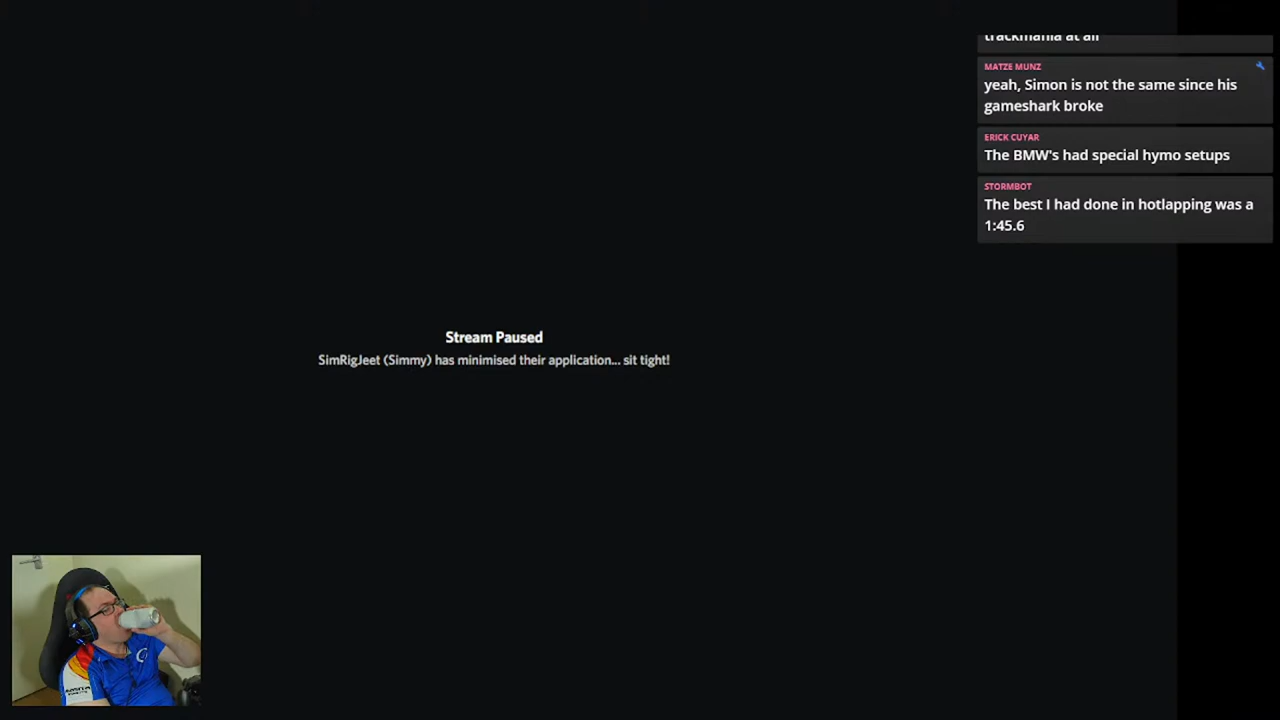 trackmania at all
MATZE MUNZ
yeah, Simon is not the same since his
gameshark broke
ERICK CUYAR
The BMW's had special hymo setups
STORMBOT
The best I had done in hotlapping was a
1:45.6
Stream Paused
SimRigJeet (Simmy) has minimised their application... sit tight!